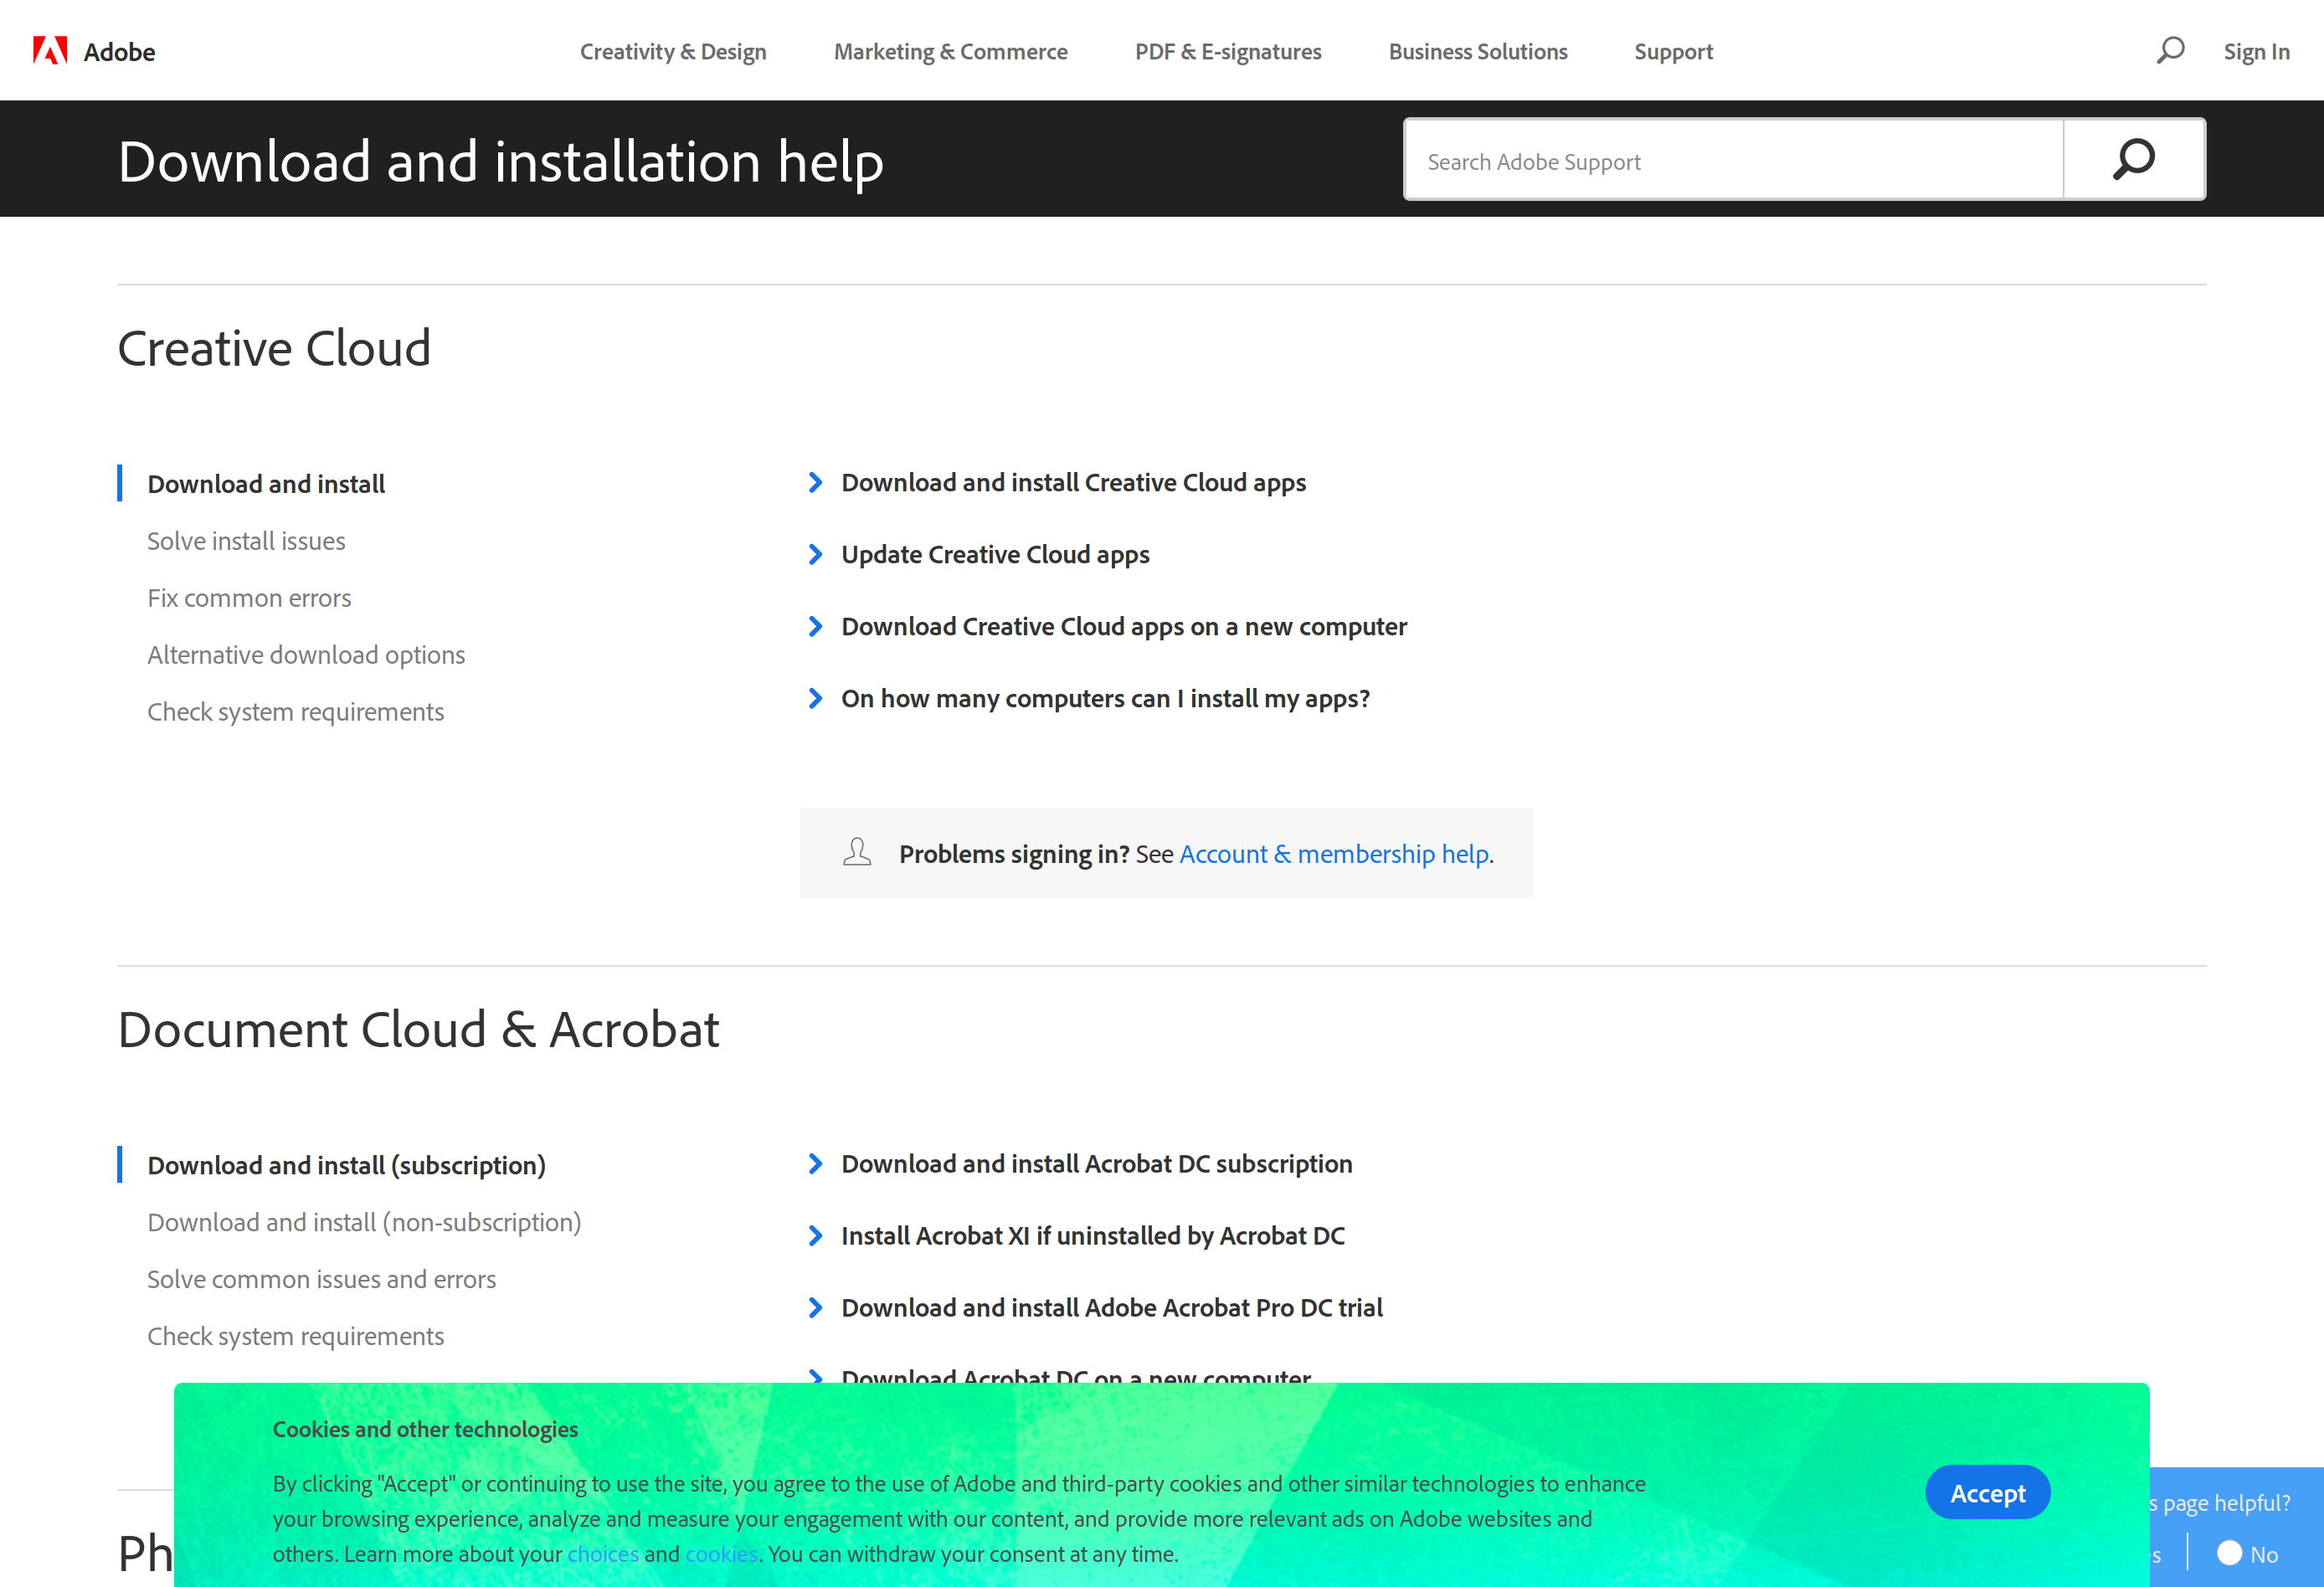 Adobe
Creativity & Design
Marketing & Commerce
PDF & E-signatures
Business Solutions
Support
Sign In
Download and installation help
Search Adobe Support
Creative Cloud
Download and install
Solve install issues
Fix common errors
Alternative download options
Check system requirements
Download and install Creative Cloud apps
Update Creative Cloud apps
Download Creative Cloud apps on a new computer
On how many computers can I install my apps?
Problems signing in? See Account & membership help.
Document Cloud & Acrobat
Download and install (subscription)
Download and install (non-subscription)
Solve common issues and errors
Check system requirements
Download and install Acrobat DC subscription
Install Acrobat XI if uninstalled by Acrobat DC
Download and install Adobe Acrobat Pro DC trial
Download Acrobat DC on a new computer
Cookies and other technologies
By clicking "Accept" or continuing to use the site, you agree to the use of Adobe and third-party cookies and other similar technologies to enhance
your browsing experience, analyze and measure your engagement with our content, and provide more relevant ads on Adobe websites and
others. Learn more about your choices and cookies. You can withdraw your consent at any time.
Accept
page helpful?
No